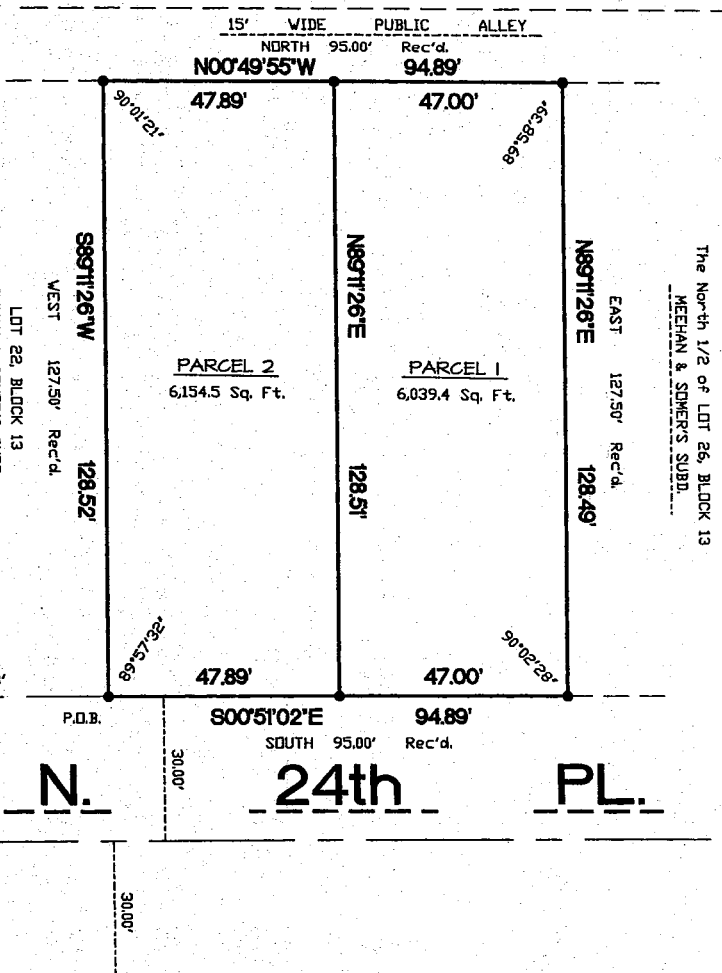 15' WIDE PUBLIC ALLEY
NORTH 95.00' Rec'd.
N00°49'55"W 94.89'
47.89' 47.00'
90°01'21"
89°58'39"
S89°11'26"W 128.52'
WEST 127.50' Rec'd.
LOT 22, BLOCK 13
N89°11'26"E 128.51'
N89°11'26"E 128.49'
EAST 127.50' Rec'd.
The North 1/2 of LOT 26, BLOCK 13
MEEHAN & SOMER'S SUBD.
PARCEL 2
6,154.5 Sq. Ft.
PARCEL 1
6,039.4 Sq. Ft.
89°57'32"
90°02'28"
47.89' 47.00'
P.O.B.
S00°51'02"E 94.89'
SOUTH 95.00' Rec'd.
30.00'
N. 24th PL.
30.00'